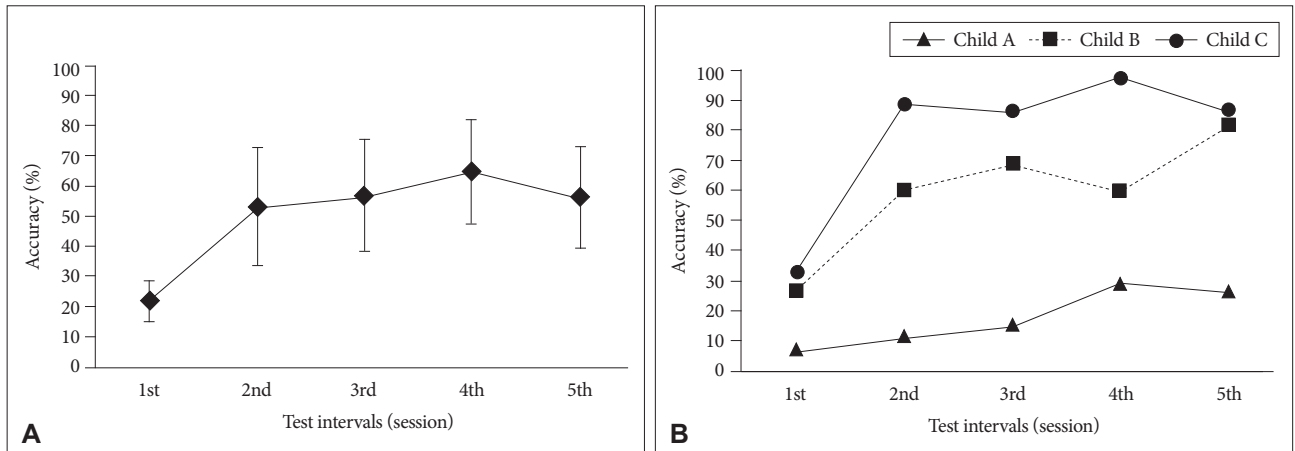 100
90
80
70
60
50
40
30
20
10
0
Accuracy (%)
1st 2nd 3rd 4th 5th
Test intervals (session)
A
Child A Child B Child C
100
90
80
70
60
50
40
30
20
10
0
Accuracy (%)
1st 2nd 3rd 4th 5th
Test intervals (session)
B